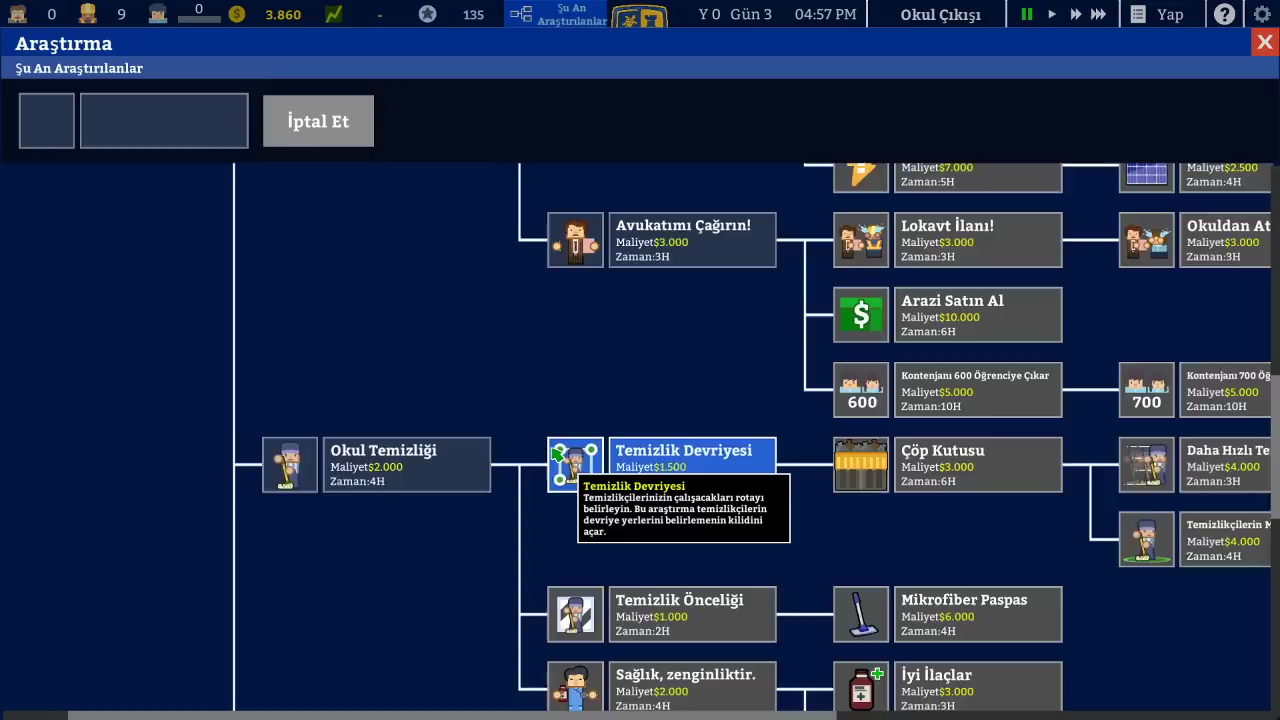 0
9
0
3.860
-
135
Şu An
Araştırılanlar
Y 0 Gün 3
04:57 PM
Okul Çıkışı
Yap
?
Araştırma
X
Şu An Araştırılanlar
İptal Et
Maliyet$7.000
Zaman:5H
Maliyet$2.500
Zaman:4H
Avukatımı Çağırın!
Maliyet$3.000
Zaman:3H
Lokavt İlanı!
Maliyet$3.000
Zaman:3H
Okuldan At
Maliyet$3.000
Zaman:3H
$
Arazi Satın Al
Maliyet$10.000
Zaman:6H
600
Kontenjanı 600 Öğrenciye Çıkar
Maliyet$5.000
Zaman:10H
700
Kontenjanı 700 Öğ
Maliyet$5.000
Zaman:10H
Okul Temizliği
Maliyet$2.000
Zaman:4H
Temizlik Devriyesi
Maliyet$1.500
Çöp Kutusu
Maliyet$3.000
Zaman:6H
Daha Hızlı Te
Maliyet$4.000
Zaman:3H
Temizlik Devriyesi
Temizlikçilerinizin çalışacakları rotayı
belirleyin. Bu araştırma temizlikçilerin
devriye yerlerini belirlemenin kilidini
açar.
Temizlikçilerin M
Maliyet$4.000
Zaman:4H
Temizlik Önceliği
Maliyet$1.000
Zaman:2H
Mikrofiber Paspas
Maliyet$6.000
Zaman:4H
Sağlık, zenginliktir.
Maliyet$2.000
Zaman:4H
İyi İlaçlar
Maliyet$3.000
Zaman:3H